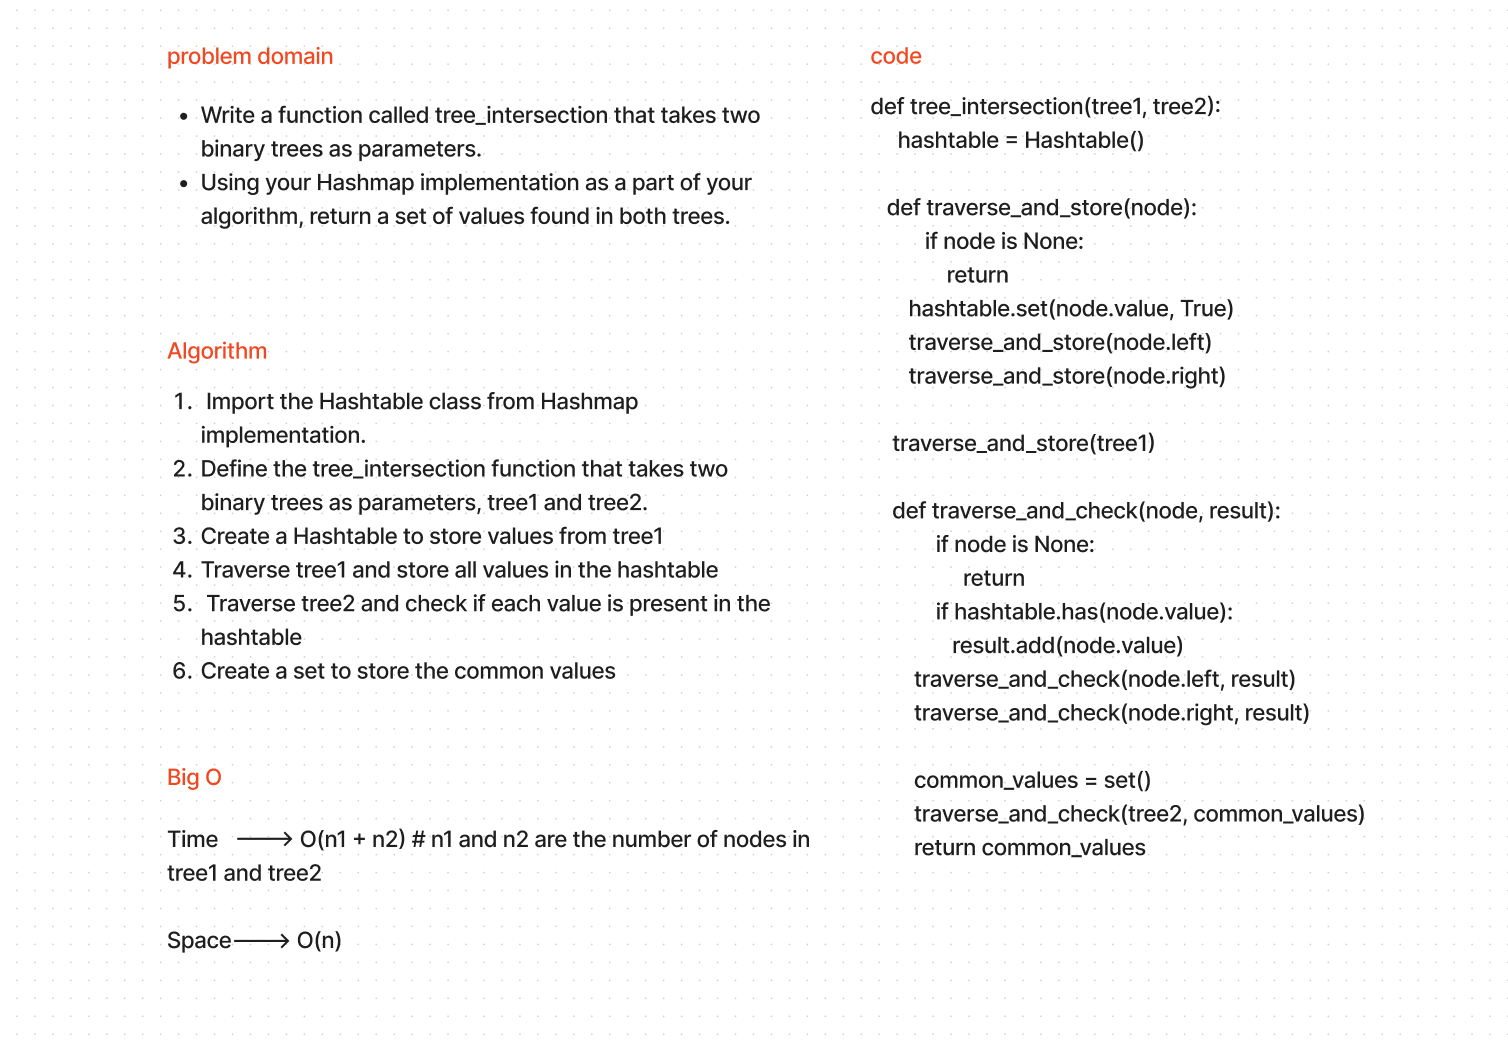 problem domain
• Write a function called tree_intersection that takes two
binary trees as parameters.
• Using your Hashmap implementation as a part of your
algorithm, return a set of values found in both trees.
Algorithm
1. Import the Hashtable class from Hashmap
implementation.
2. Define the tree_intersection function that takes two
binary trees as parameters, tree1 and tree2.
3. Create a Hashtable to store values from tree1
4. Traverse tree1 and store all values in the hashtable
5. Traverse tree2 and check if each value is present in the
hashtable
6. Create a set to store the common values
Big O
Time ⟶ O(n1 + n2) # n1 and n2 are the number of nodes in
tree1 and tree2
Space ⟶ O(n)
code
def tree_intersection(tree1, tree2):
    hashtable = Hashtable()
  def traverse_and_store(node):
        if node is None:
            return
      hashtable.set(node.value, True)
      traverse_and_store(node.left)
      traverse_and_store(node.right)
   traverse_and_store(tree1)
   def traverse_and_check(node, result):
          if node is None:
              return
          if hashtable.has(node.value):
             result.add(node.value)
       traverse_and_check(node.left, result)
       traverse_and_check(node.right, result)
       common_values = set()
       traverse_and_check(tree2, common_values)
       return common_values